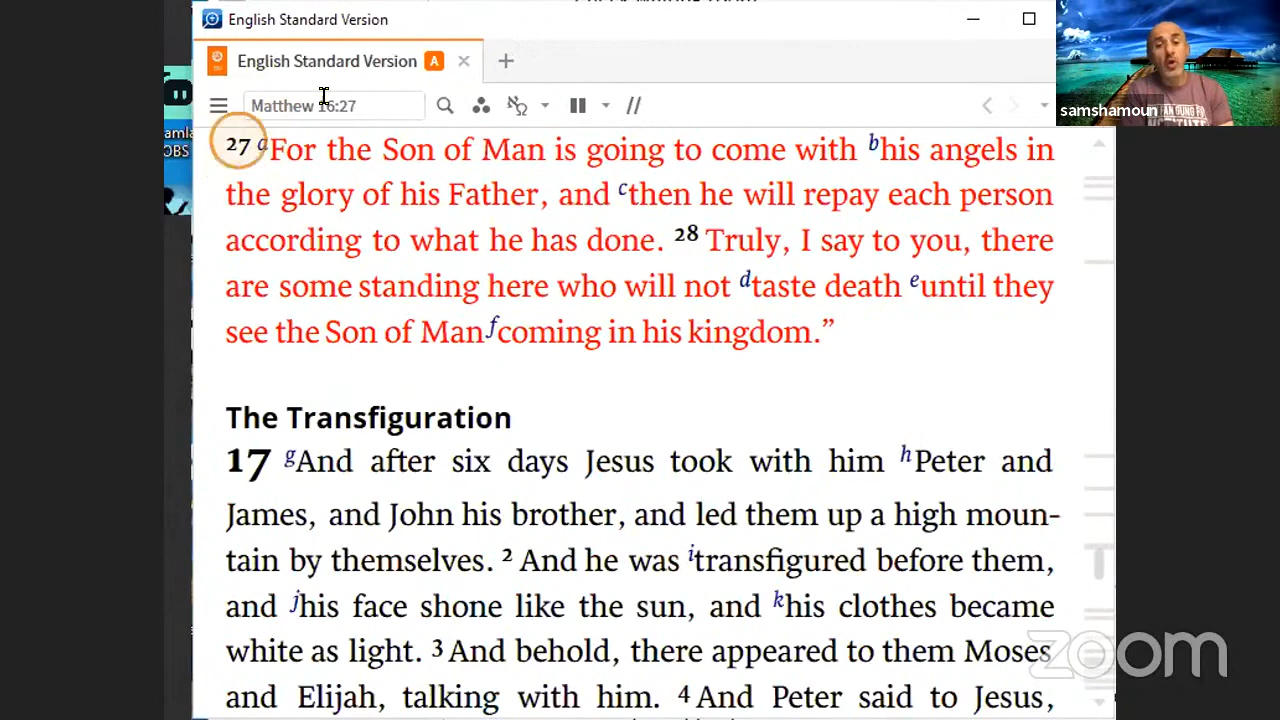 English Standard Version
English Standard Version A
Matthew 16:27
samshamoun
27 a For the Son of Man is going to come with b his angels in
the glory of his Father, and c then he will repay each person
according to what he has done. 28 Truly, I say to you, there
are some standing here who will not d taste death e until they
see the Son of Man f coming in his kingdom.”
The Transfiguration
17 g And after six days Jesus took with him h Peter and
James, and John his brother, and led them up a high moun-
tain by themselves. 2 And he was i transfigured before them,
and j his face shone like the sun, and k his clothes became
white as light. 3 And behold, there appeared to them Moses
and Elijah, talking with him. 4 And Peter said to Jesus,
zoom
OBS